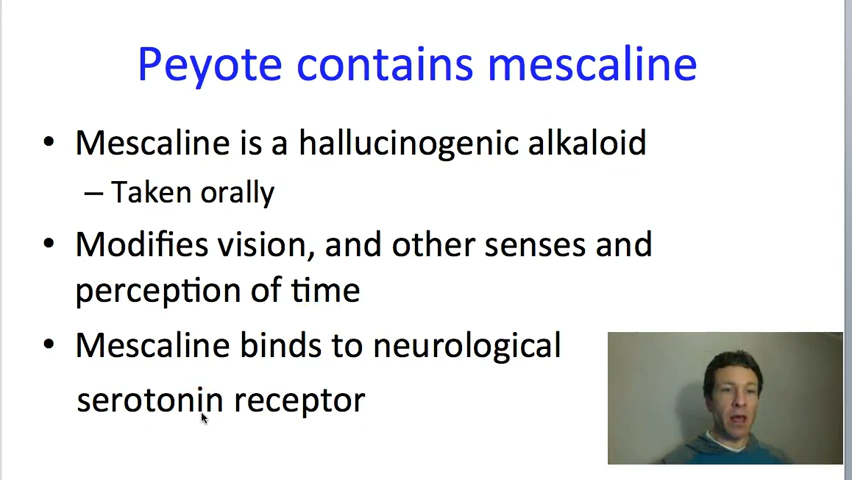 Peyote contains mescaline
• Mescaline is a hallucinogenic alkaloid
– Taken orally
• Modifies vision, and other senses and
perception of time
• Mescaline binds to neurological
serotonin receptor